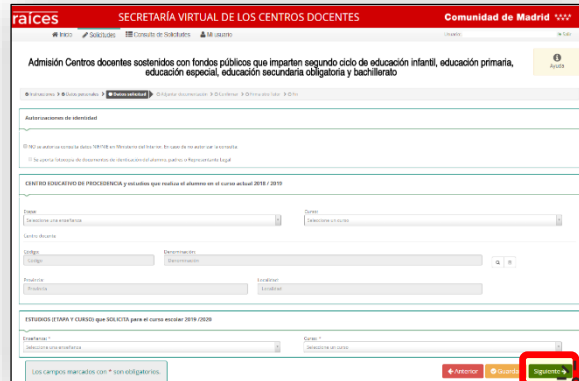 raíces
SECRETARÍA VIRTUAL DE LOS CENTROS DOCENTES
Comunidad de Madrid
Inicio Solicitudes Consulta de Solicitudes Mi usuario
Admisión Centros docentes sostenidos con fondos públicos que imparten segundo ciclo de educación infantil, educación primaria,
educación especial, educación secundaria obligatoria y bachillerato
Ayuda
Instrucciones Datos personales Datos solicitud Adjuntar documentación Confirmar
Autorizaciones de identidad
CENTRO EDUCATIVO DE PROCEDENCIA y estudios que realiza el alumno en el curso actual 2018 / 2019
Etapa: Curso:
Seleccione una enseñanza Seleccione un curso
Centro docente
Código: Denominación:
Código Denominación
Provincia: Localidad:
Provincia Localidad
ESTUDIOS (ETAPA Y CURSO) que SOLICITA para el curso escolar 2019 /2020
Enseñanza: * Curso: *
Seleccione una enseñanza Seleccione un curso
Los campos marcados con * son obligatorios.
Anterior Guardar Siguiente